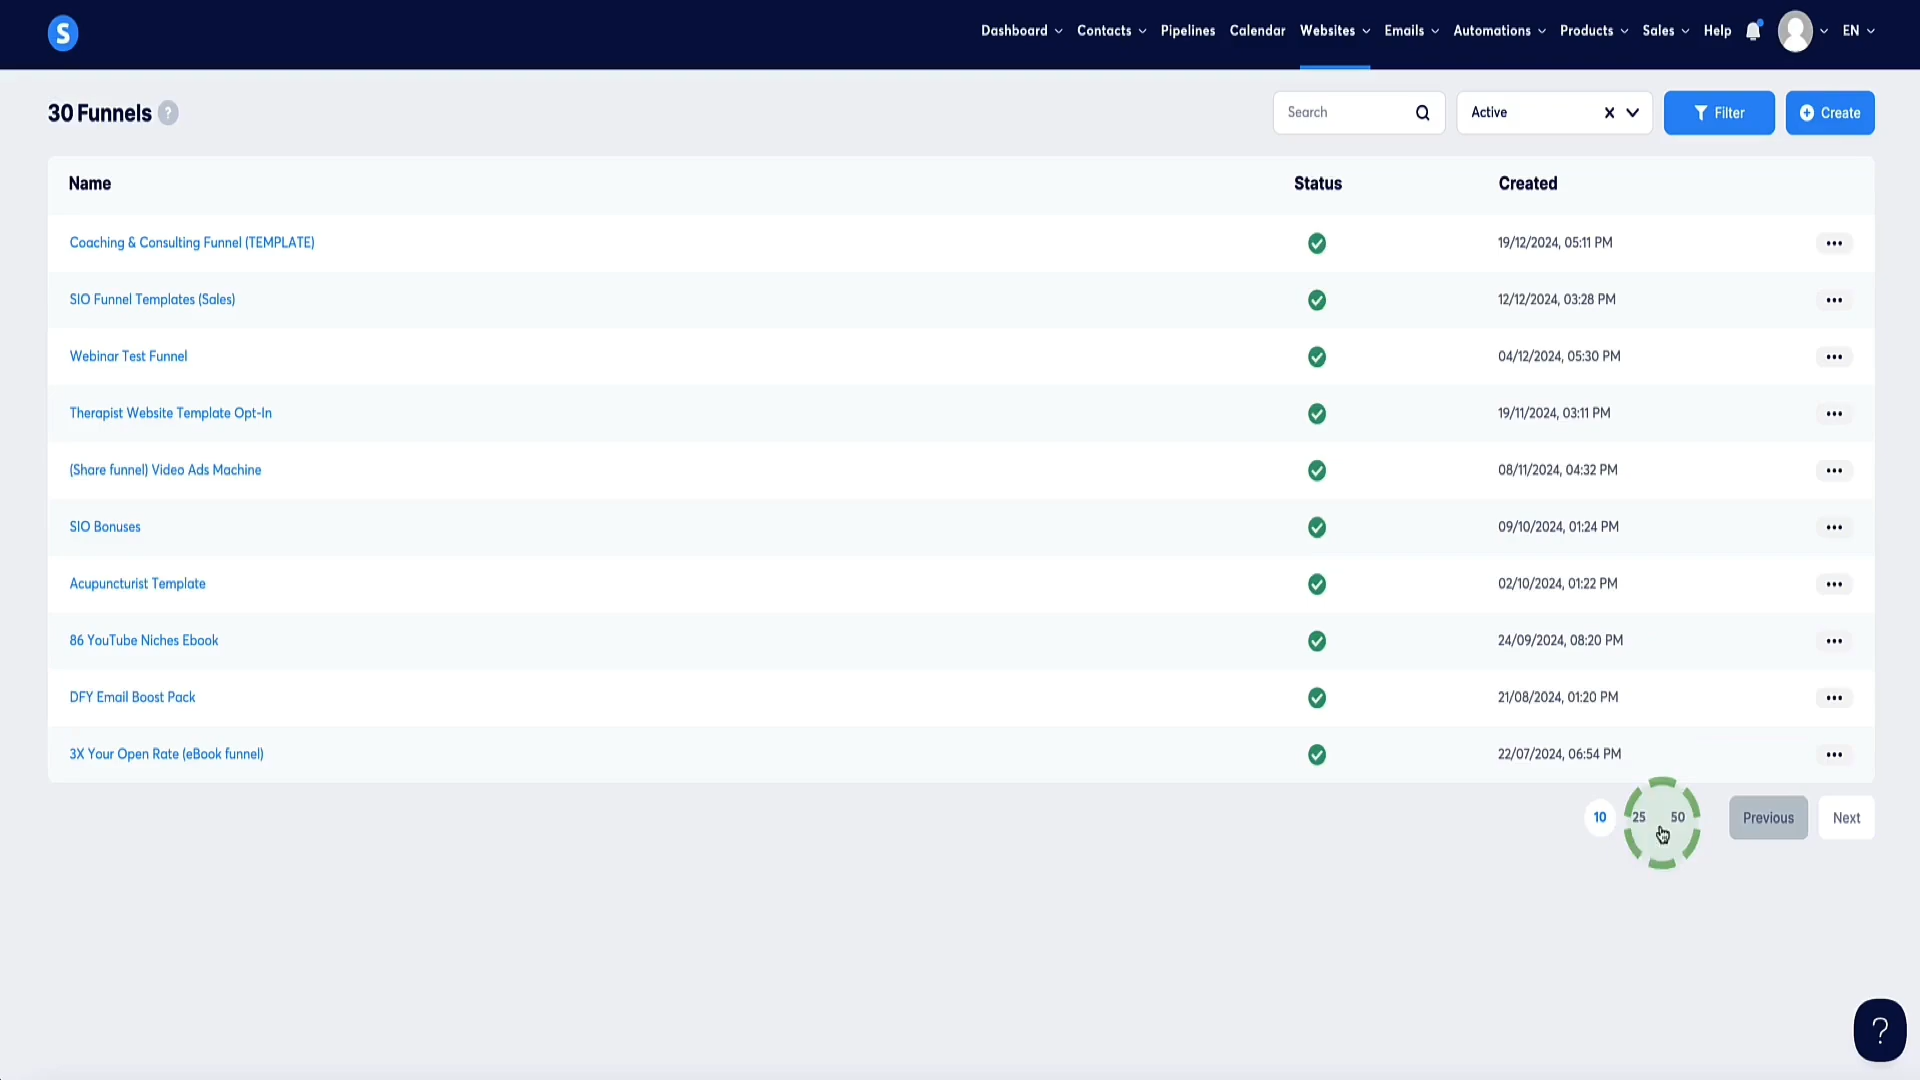 S
Dashboard Contacts Pipelines Calendar Websites Emails Automations Products Sales Help EN
30 Funnels ?
Search Active Filter Create
Name Status Created
Coaching & Consulting Funnel (TEMPLATE) 19/12/2024, 05:11 PM
SIO Funnel Templates (Sales) 12/12/2024, 03:28 PM
Webinar Test Funnel 04/12/2024, 05:30 PM
Therapist Website Template Opt-In 19/11/2024, 03:11 PM
(Share funnel) Video Ads Machine 08/11/2024, 04:32 PM
SIO Bonuses 09/10/2024, 01:24 PM
Acupuncturist Template 02/10/2024, 01:22 PM
86 YouTube Niches Ebook 24/09/2024, 08:20 PM
DFY Email Boost Pack 21/08/2024, 01:20 PM
3X Your Open Rate (eBook funnel) 22/07/2024, 06:54 PM
10 25 50 Previous Next
?